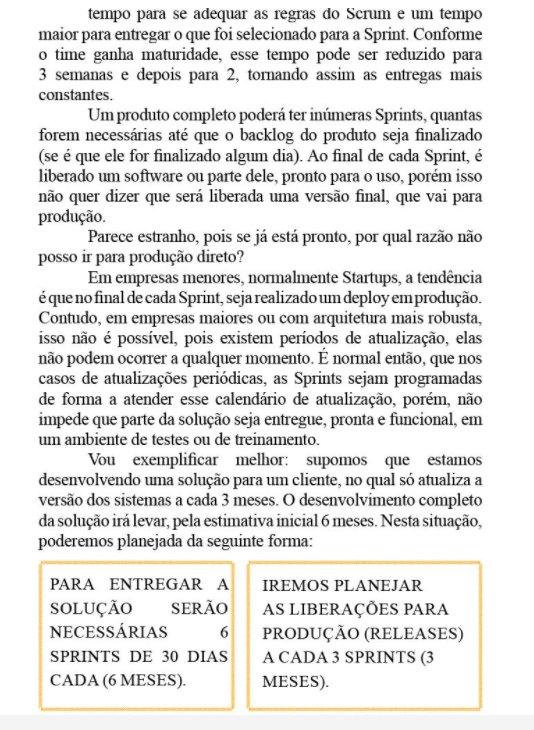 tempo para se adequar as regras do Scrum e um tempo
maior para entregar o que foi selecionado para a Sprint. Conforme
o time ganha maturidade, esse tempo pode ser reduzido para
3 semanas e depois para 2, tornando assim as entregas mais
constantes.
Um produto completo poderá ter inúmeras Sprints, quantas
forem necessárias até que o backlog do produto seja finalizado
(se é que ele for finalizado algum dia). Ao final de cada Sprint, é
liberado um software ou parte dele, pronto para o uso, porém isso
não quer dizer que será liberada uma versão final, que vai para
produção.
Parece estranho, pois se já está pronto, por qual razão não
posso ir para produção direto?
Em empresas menores, normalmente Startups, a tendência
é que no final de cada Sprint, seja realizado um deploy em produção.
Contudo, em empresas maiores ou com arquitetura mais robusta,
isso não é possível, pois existem períodos de atualização, elas
não podem ocorrer a qualquer momento. É normal então, que nos
casos de atualizações periódicas, as Sprints sejam programadas
de forma a atender esse calendário de atualização, porém, não
impede que parte da solução seja entregue, pronta e funcional, em
um ambiente de testes ou de treinamento.
Vou exemplificar melhor: supomos que estamos
desenvolvendo uma solução para um cliente, no qual só atualiza a
versão dos sistemas a cada 3 meses. O desenvolvimento completo
da solução irá levar, pela estimativa inicial 6 meses. Nesta situação,
poderemos planejada da seguinte forma:
PARA ENTREGAR A
SOLUÇÃO SERÃO
NECESSÁRIAS 6
SPRINTS DE 30 DIAS
CADA (6 MESES).
IREMOS PLANEJAR
AS LIBERAÇÕES PARA
PRODUÇÃO (RELEASES)
A CADA 3 SPRINTS (3
MESES).